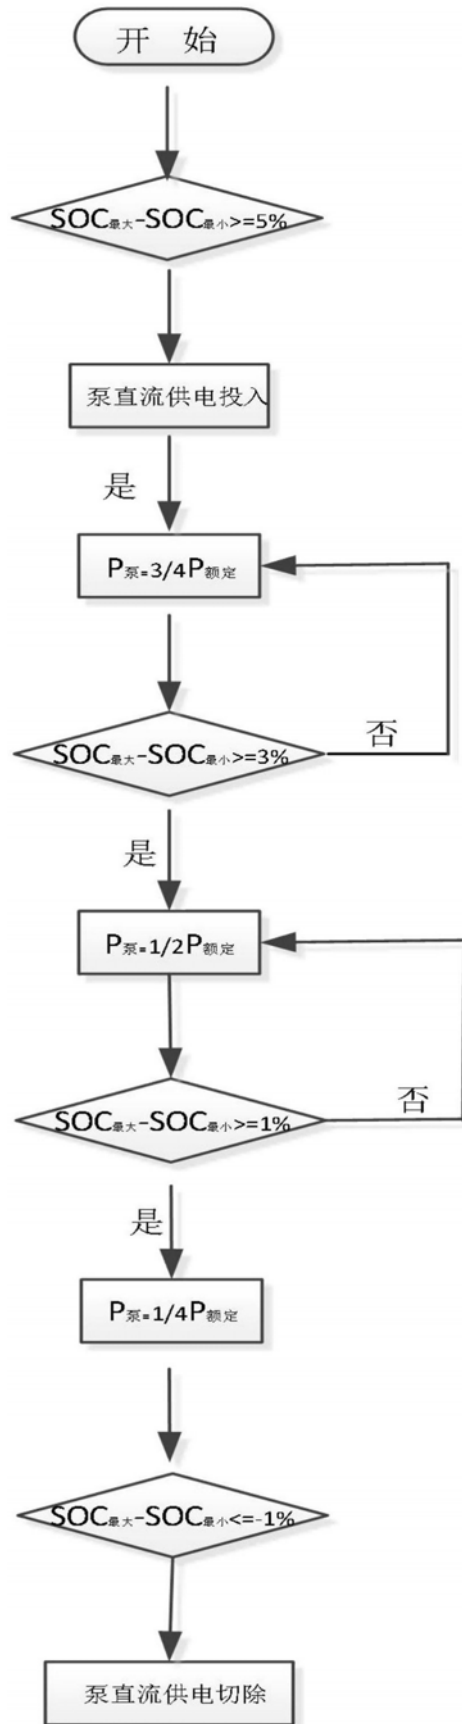 开 始
SOC最大-SOC最小>=5%
泵直流供电投入
是
P泵=3/4P额定
SOC最大-SOC最小>=3%
否
是
P泵=1/2P额定
SOC最大-SOC最小>=1%
否
是
P泵=1/4P额定
SOC最大-SOC最小<=-1%
泵直流供电切除